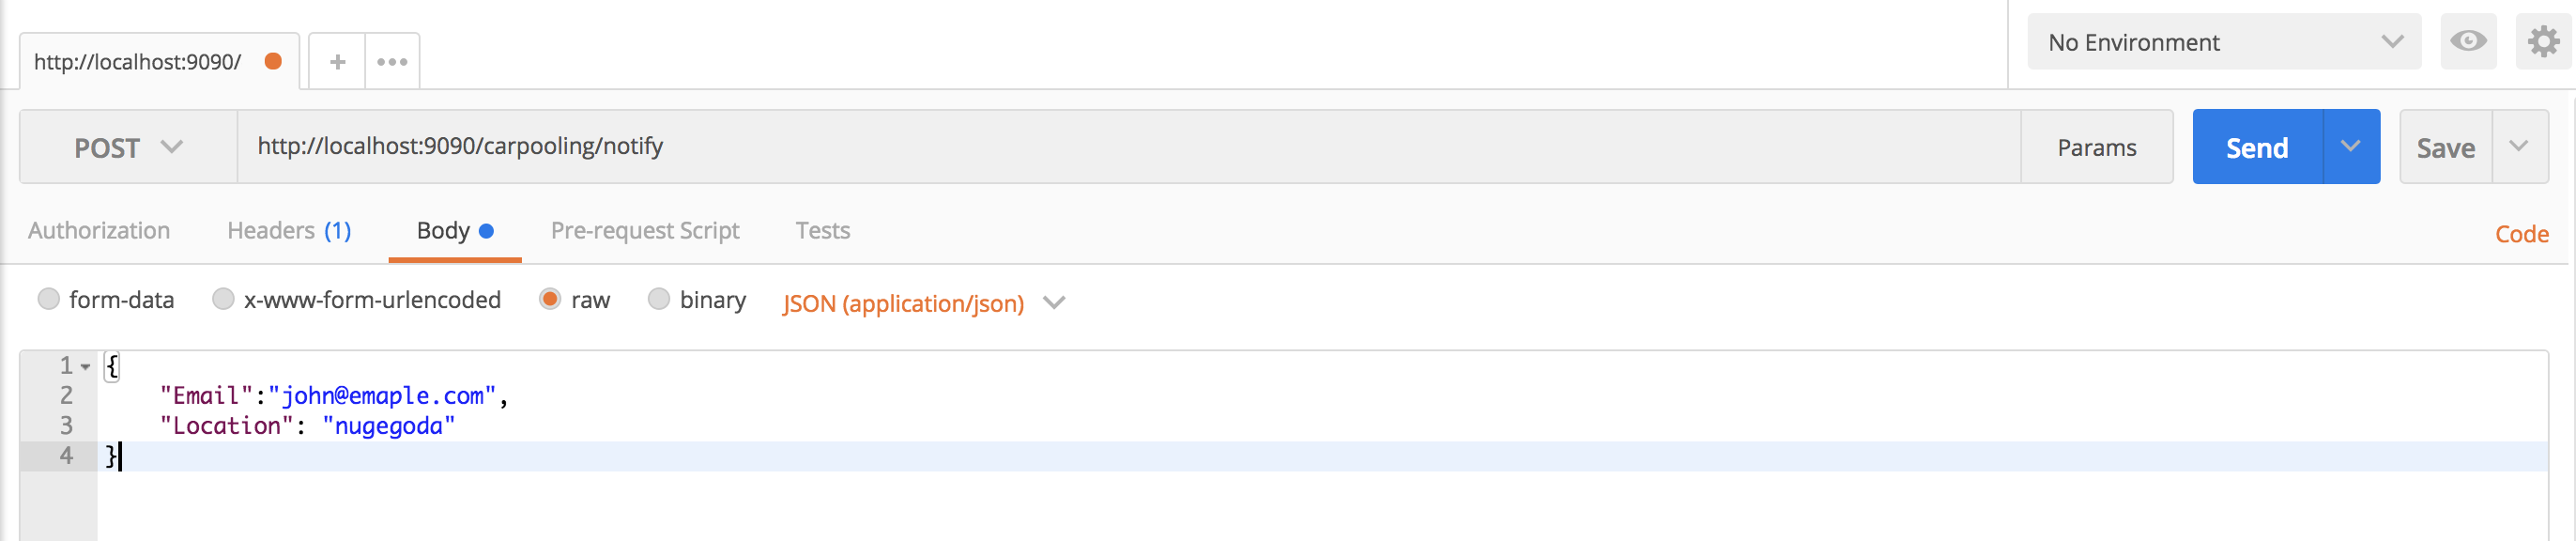 http://localhost:9090/
No Environment
POST http://localhost:9090/carpooling/notify Params Send Save
Authorization Headers (1) Body Pre-request Script Tests Code
form-data x-www-form-urlencoded raw binary JSON (application/json)
1 {
2 "Email":"john@emaple.com",
3 "Location": "nugegoda"
4 }